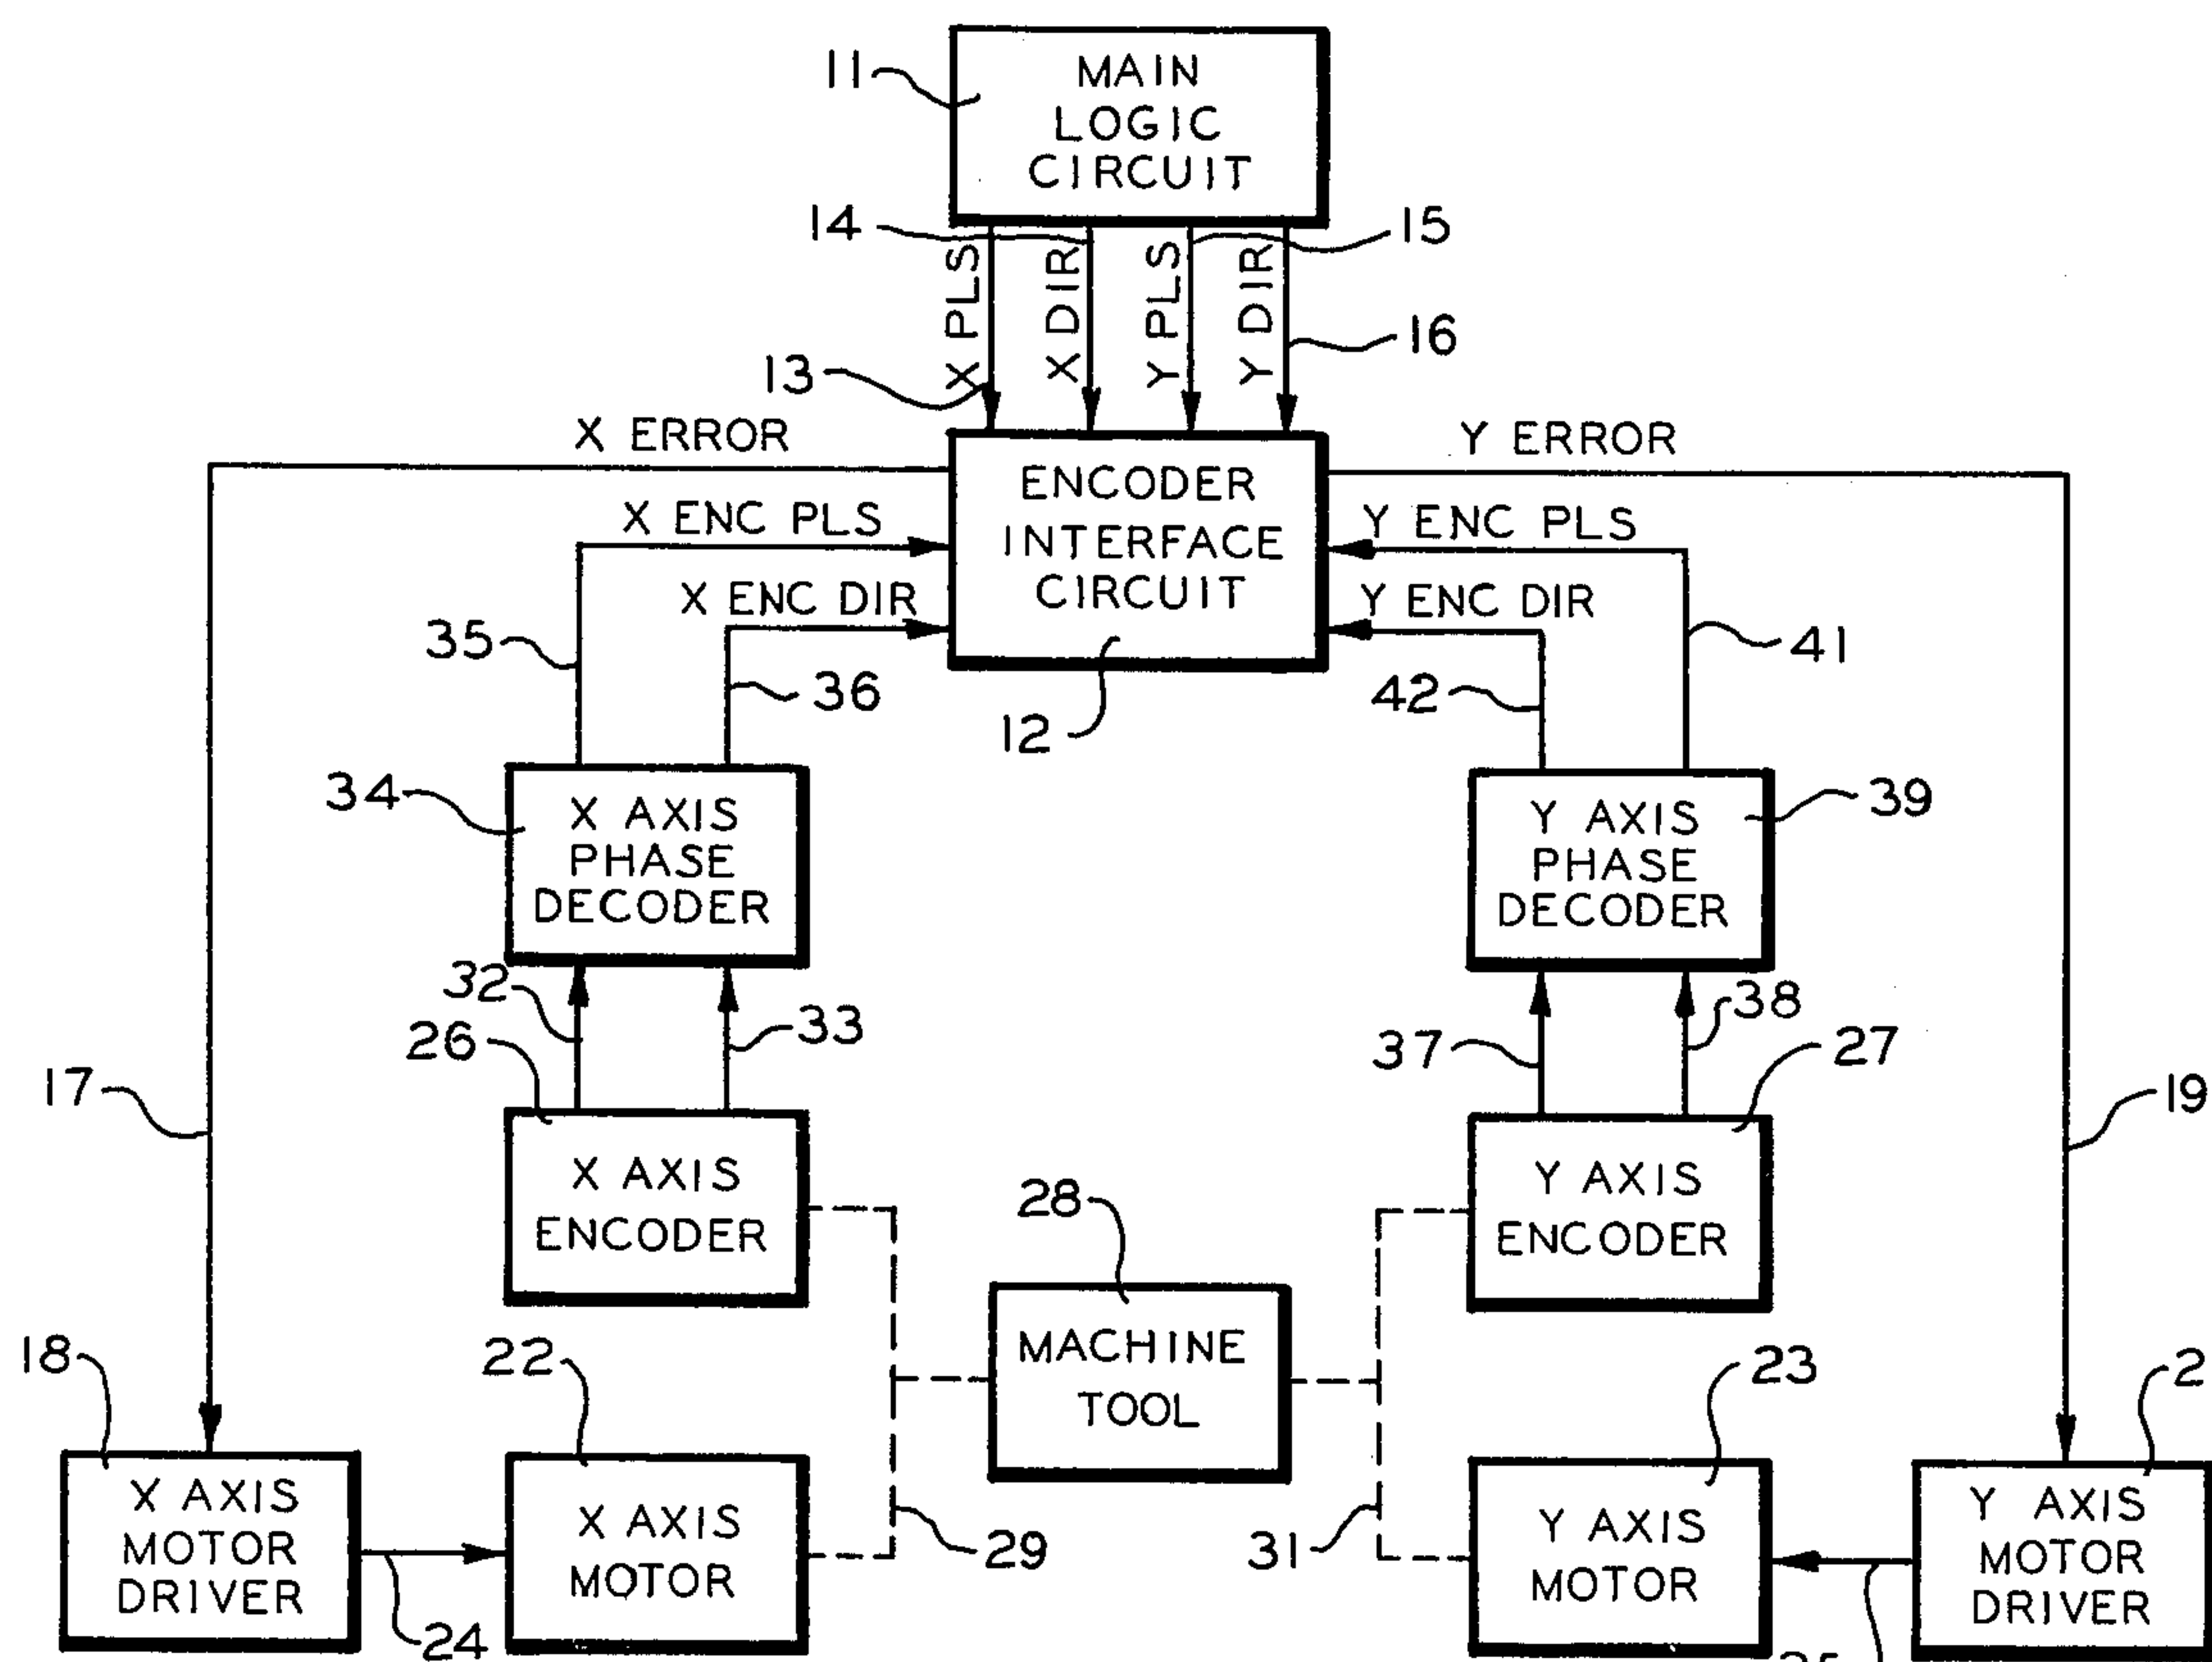 11
MAIN
LOGIC
CIRCUIT
14
15
X PLS
X DIR
Y PLS
Y DIR
16
13
X ERROR
Y ERROR
ENCODER
INTERFACE
CIRCUIT
X ENC PLS
Y ENC PLS
X ENC DIR
Y ENC DIR
35
36
12
42
41
34
X AXIS
PHASE
DECODER
Y AXIS
PHASE
DECODER
39
32
33
37
38
26
27
17
19
X AXIS
ENCODER
Y AXIS
ENCODER
28
MACHINE
TOOL
18
22
23
2
X AXIS
MOTOR
DRIVER
X AXIS
MOTOR
29
31
Y AXIS
MOTOR
Y AXIS
MOTOR
DRIVER
24